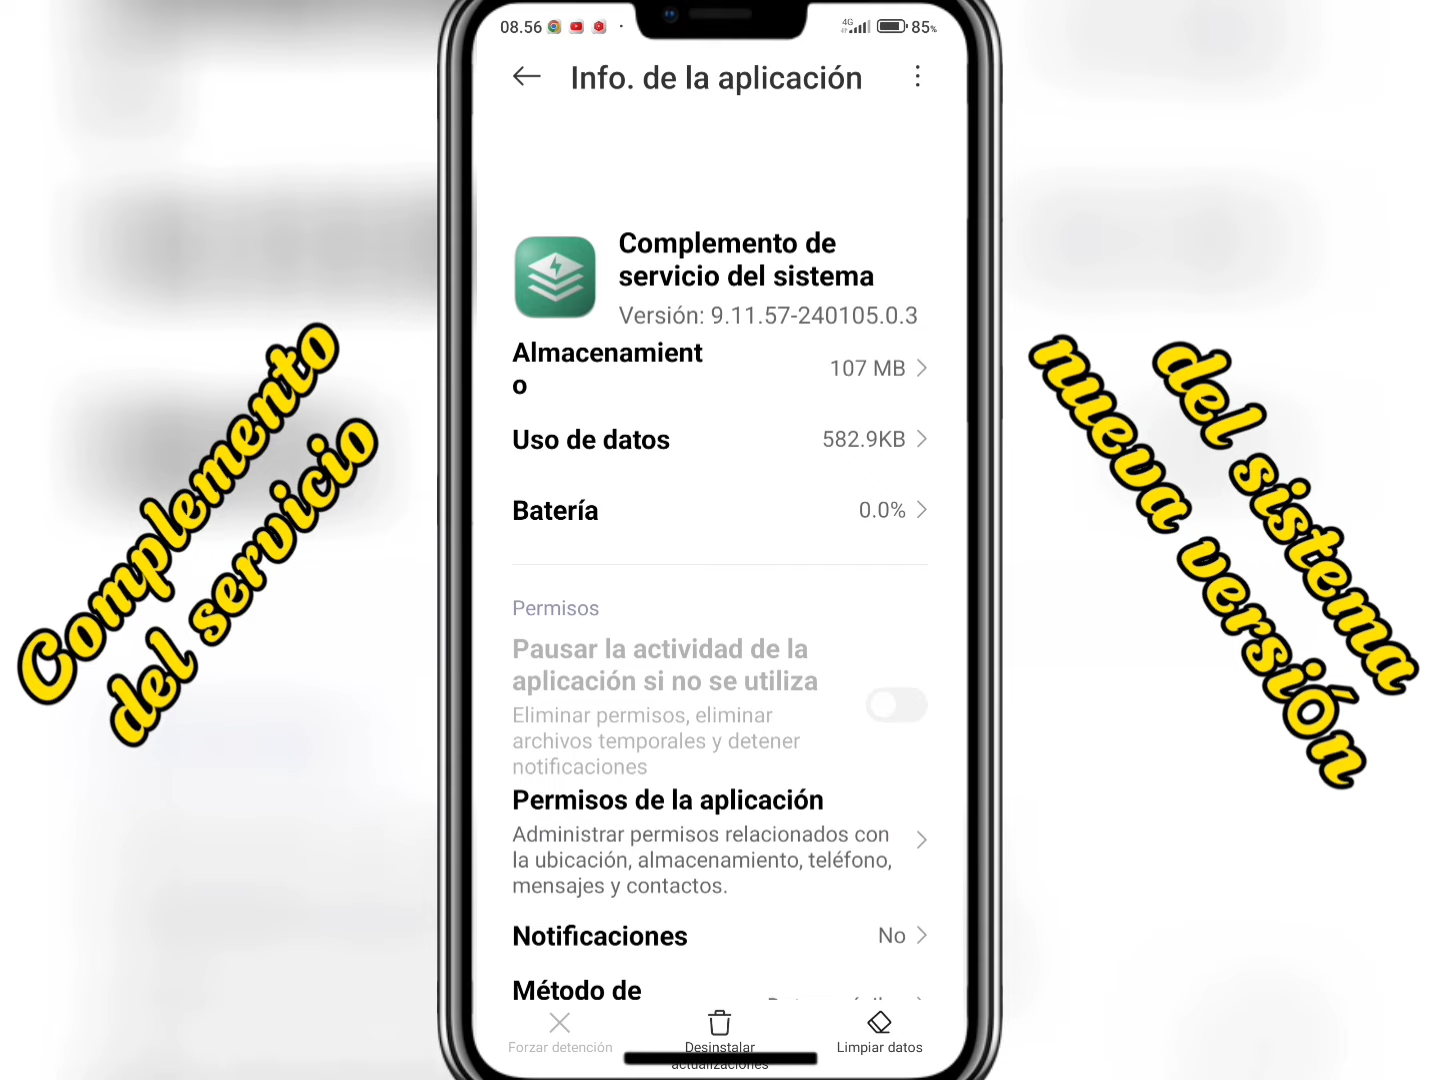 08.56
4G
85%
Info. de la aplicación
Complemento de
servicio del sistema
Versión: 9.11.57-240105.0.3
Almacenamient
o
107 MB
Uso de datos
582.9KB
Batería
0.0%
Permisos
Pausar la actividad de la
aplicación si no se utiliza
Eliminar permisos, eliminar
archivos temporales y detener
notificaciones
Permisos de la aplicación
Administrar permisos relacionados con
la ubicación, almacenamiento, teléfono,
mensajes y contactos.
Notificaciones
No
Método de
Forzar detención
Desinstalar
actualizaciones
Limpiar datos
Complemento
del servicio
del sistema
nueva versión